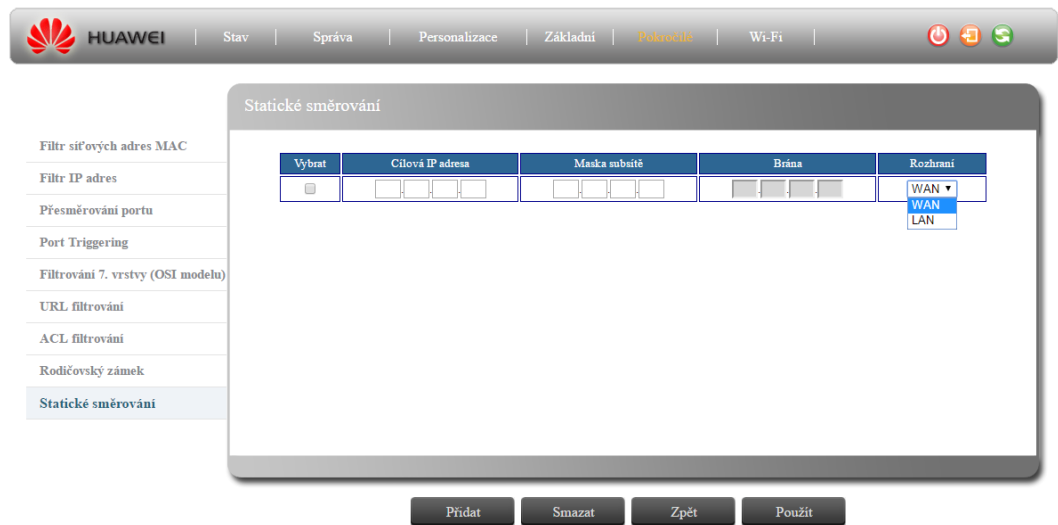 HUAWEI | Stav | Správa | Personalizace | Základní | Pokročilé | Wi-Fi |
Statické směrování
Filtr síťových adres MAC
Filtr IP adres
Přesměrování portu
Port Triggering
Filtrování 7. vrstvy (OSI modelu)
URL filtrování
ACL filtrování
Rodičovský zámek
Statické směrování
Vybrat Cílová IP adresa Maska subsítě Brána Rozhraní
. . . . . . . . . WAN
WAN
LAN
Přidat Smazat Zpět Použít